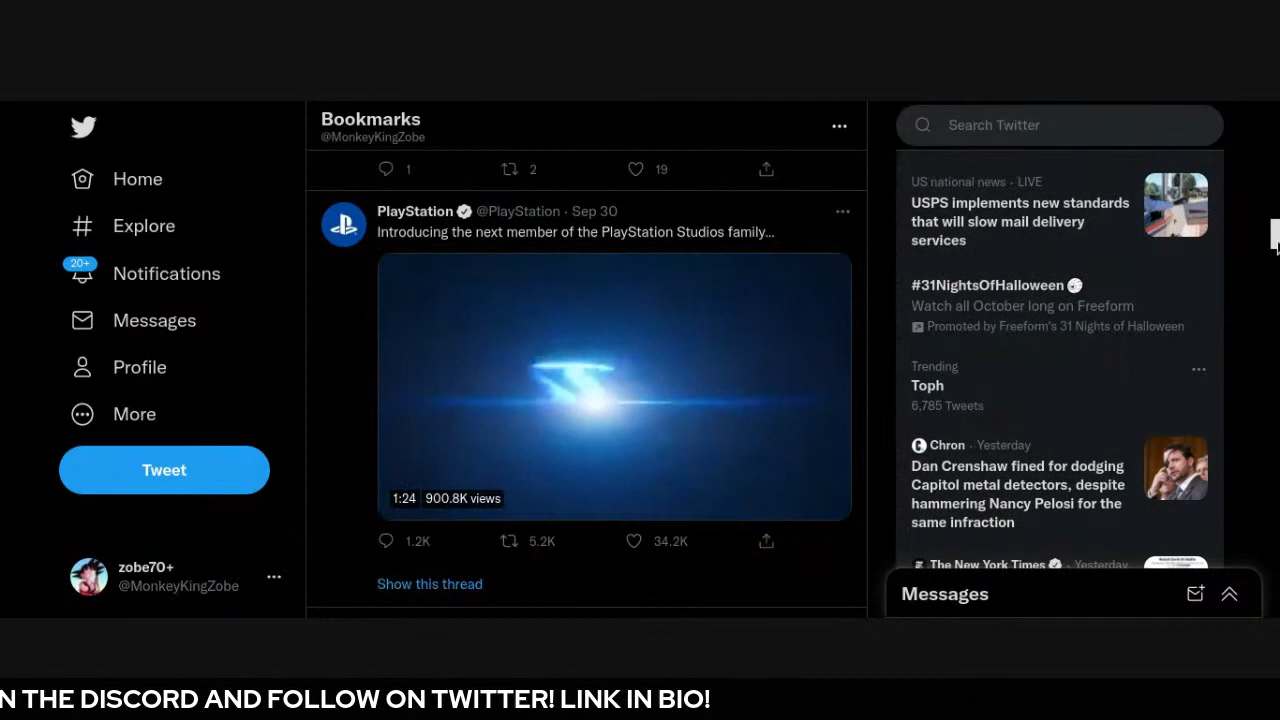 Home
Explore
20+
Notifications
Messages
Profile
More
Tweet
zobe70+
@MonkeyKingZobe
Bookmarks
@MonkeyKingZobe
1 2 19
PlayStation @PlayStation · Sep 30
Introducing the next member of the PlayStation Studios family...
1:24 900.8K views
1.2K 5.2K 34.2K
Show this thread
Search Twitter
US national news · LIVE
USPS implements new standards
that will slow mail delivery
services
#31NightsOfHalloween
Watch all October long on Freeform
Promoted by Freeform's 31 Nights of Halloween
Trending
Toph
6,785 Tweets
Chron · Yesterday
Dan Crenshaw fined for dodging
Capitol metal detectors, despite
hammering Nancy Pelosi for the
same infraction
The New York Times · Yesterday
Messages
N THE DISCORD AND FOLLOW ON TWITTER! LINK IN BIO!